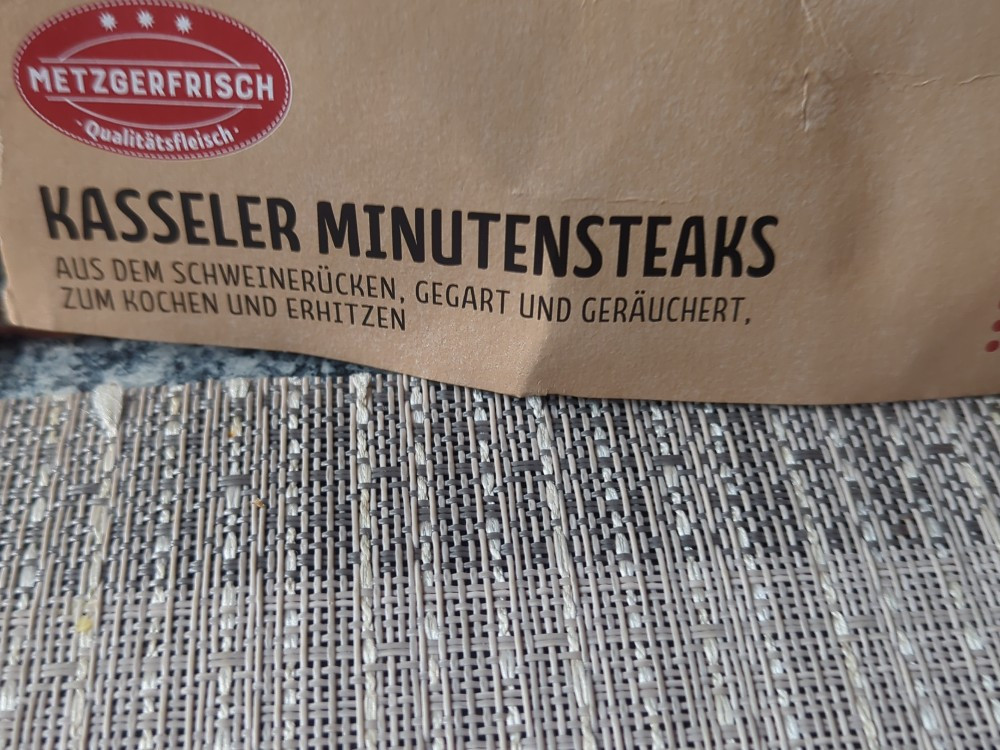 METZGERFRISCH
· Qualitätsfleisch ·
KASSELER MINUTENSTEAKS
AUS DEM SCHWEINERÜCKEN, GEGART UND GERÄUCHERT,
ZUM KOCHEN UND ERHITZEN